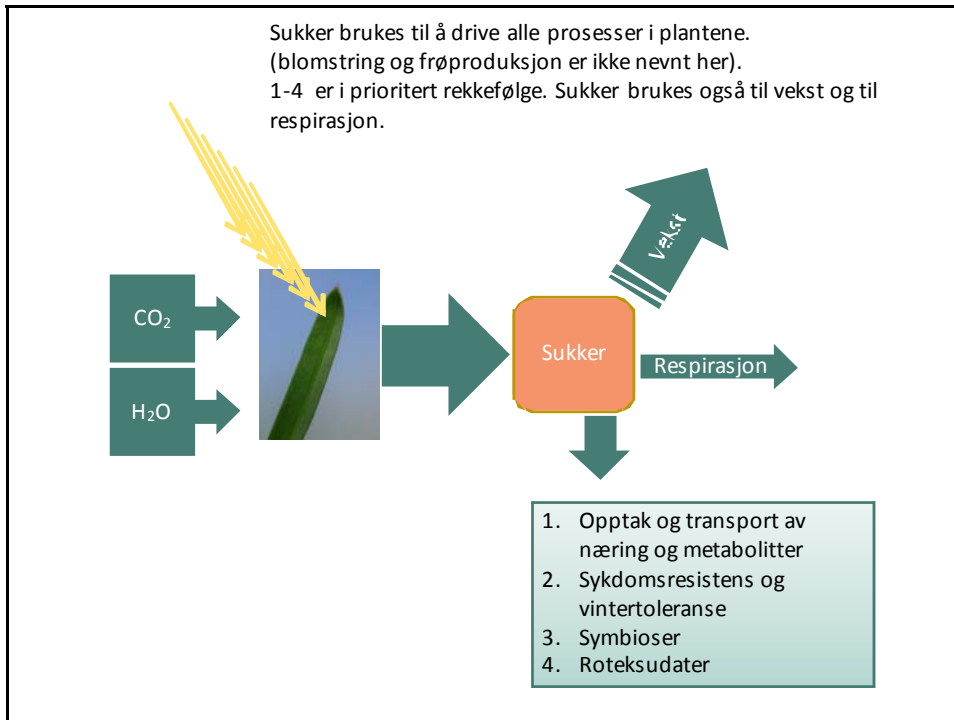 Sukker brukes til å drive alle prosesser i plantene.
(blomstring og frøproduksjon er ikke nevnt her).
1-4 er i prioritert rekkefølge. Sukker brukes også til vekst og til
respirasjon.
Vekst
CO₂
Sukker
Respirasjon
H₂O
1. Opptak og transport av
næring og metabolitter
2. Sykdomsresistens og
vintertoleranse
3. Symbioser
4. Roteksudater